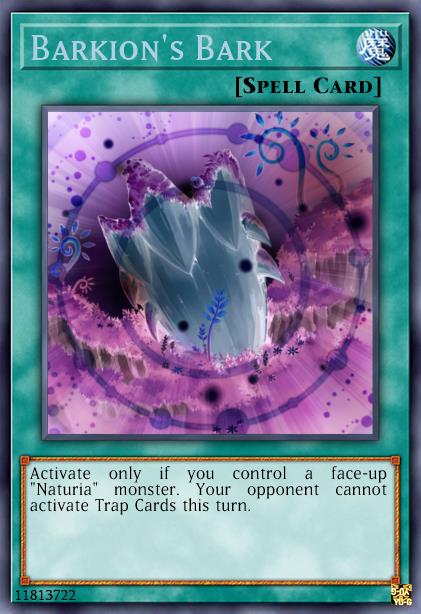 Barkion's Bark
魔
[Spell Card]
Activate only if you control a face-up
"Naturia" monster. Your opponent cannot
activate Trap Cards this turn.
11813722